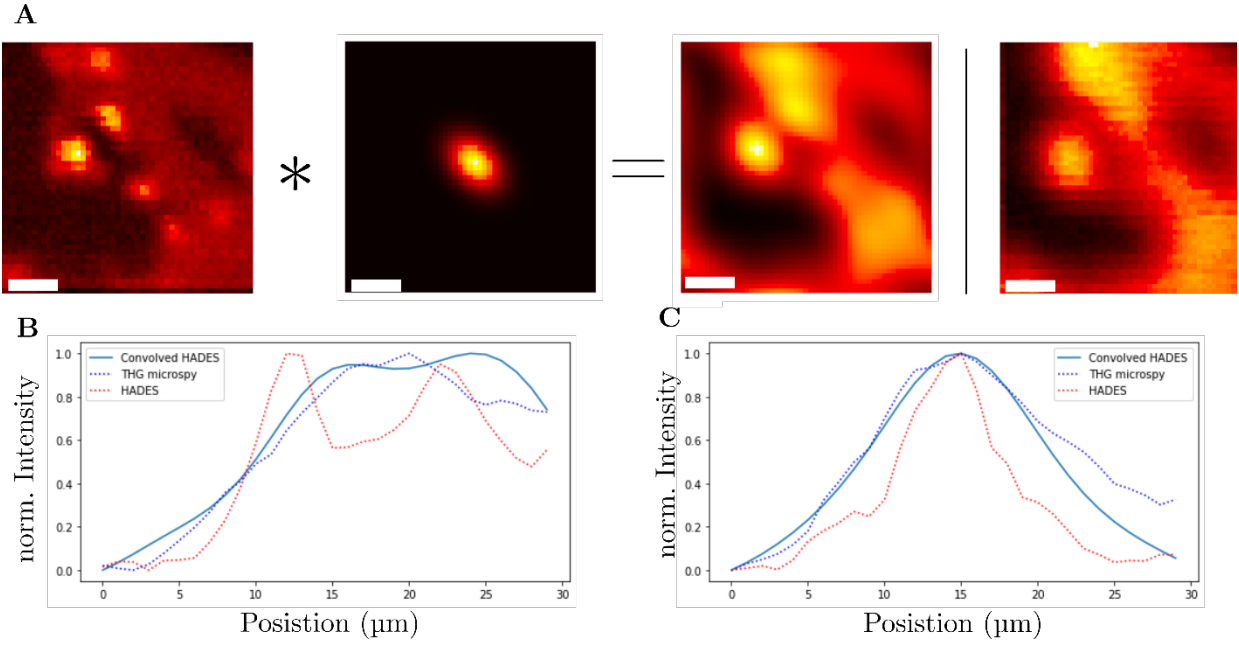 A
* =
B
C
1.0
0.8
0.6
0.4
0.2
0.0
norm. Intensity
Convolved HADES
THG microspy
HADES
0 5 10 15 20 25 30
Posistion (µm)
1.0
0.8
0.6
0.4
0.2
0.0
norm. Intensity
Convolved HADES
THG microspy
HADES
0 5 10 15 20 25 30
Posistion (µm)